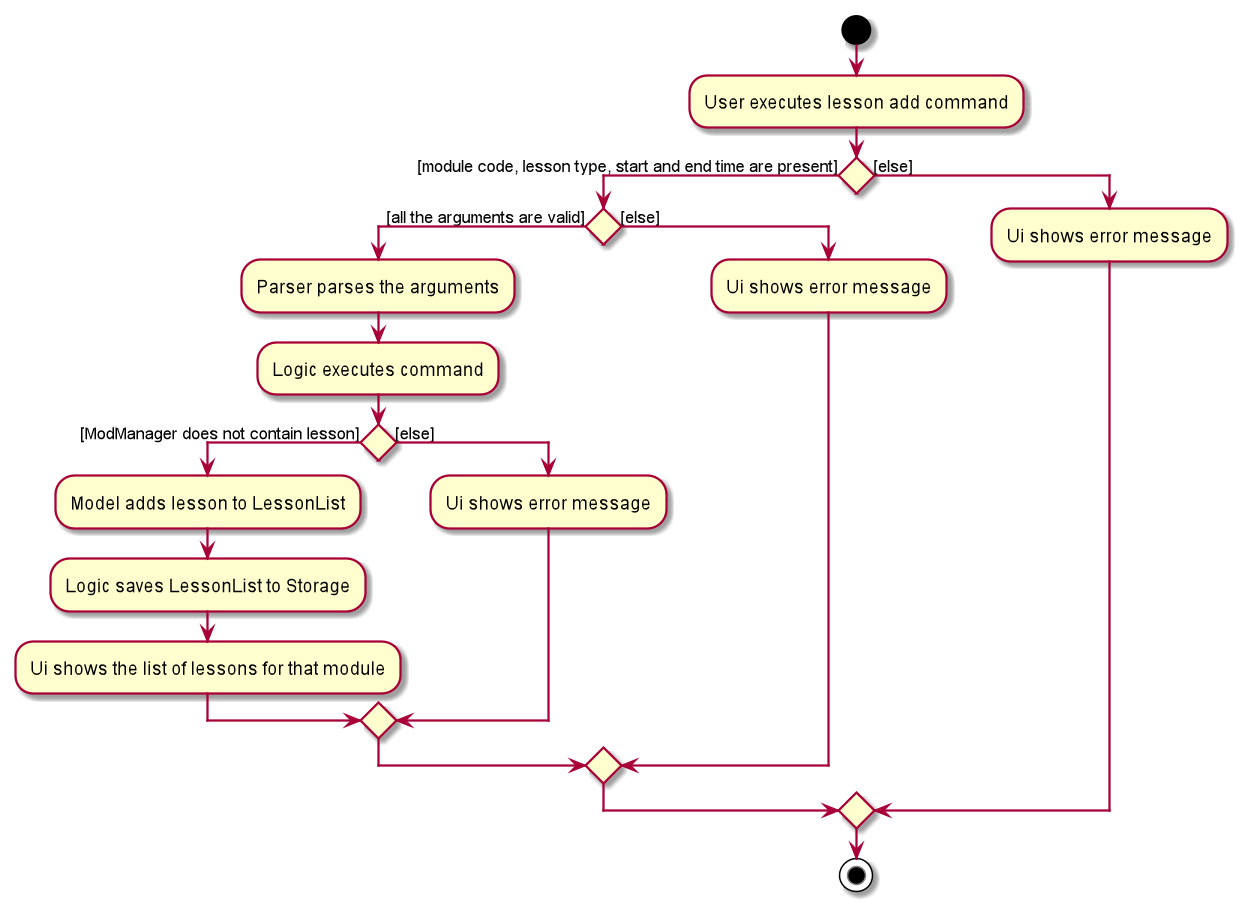 User executes lesson add command
[module code, lesson type, start and end time are present]
[else]
Ui shows error message
[all the arguments are valid]
[else]
Parser parses the arguments
Ui shows error message
Logic executes command
[ModManager does not contain lesson]
[else]
Model adds lesson to LessonList
Ui shows error message
Logic saves LessonList to Storage
Ui shows the list of lessons for that module